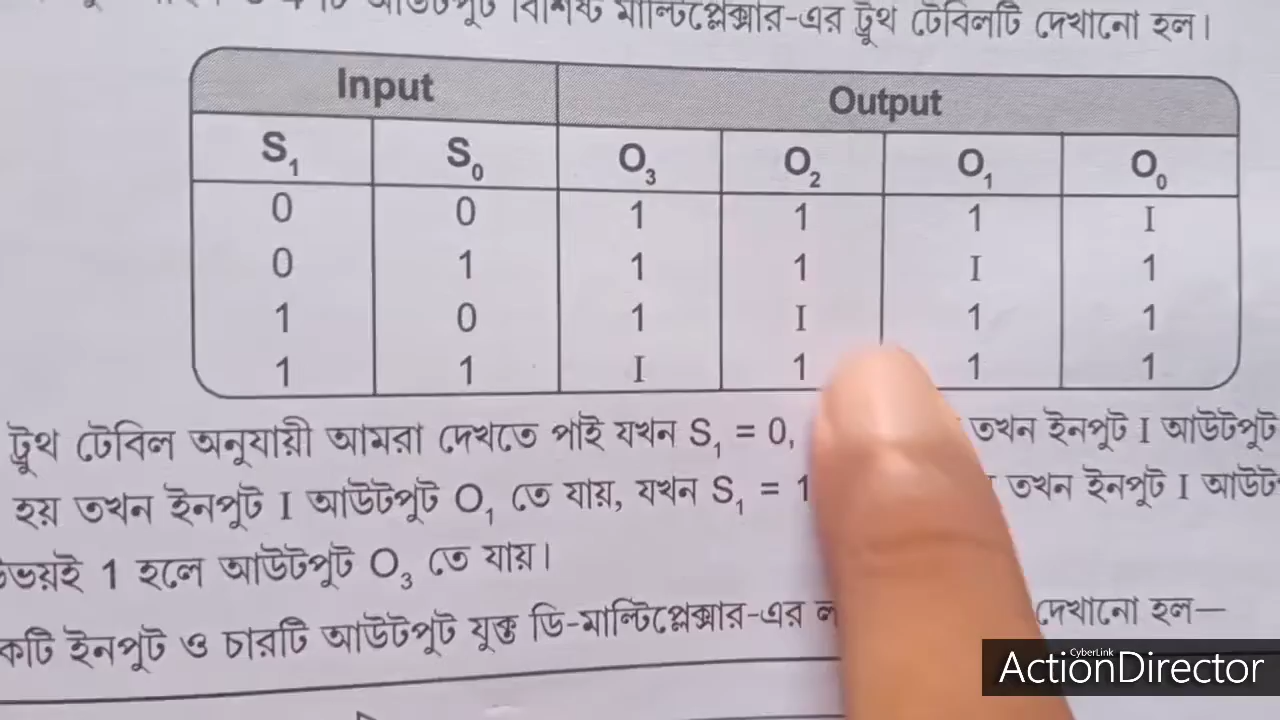 আউটপুট বিশিষ্ট মাল্টিপ্লেক্সার-এর ট্রুথ টেবিলটি দেখানো হল।
Input Output
S₁ S₀ O₃ O₂ O₁ O₀
0 0 1 1 1 I
0 1 1 1 I 1
1 0 1 I 1 1
1 1 I 1 1 1
ট্রুথ টেবিল অনুযায়ী আমরা দেখতে পাই যখন S₁ = 0, তখন ইনপুট I আউটপুট
হয় তখন ইনপুট I আউটপুট O₁ তে যায়, যখন S₁ = 1 তখন ইনপুট I
1 হলে আউটপুট O₃ তে যায়।
ইনপুট ও চারটি আউটপুট যুক্ত ডি-মাল্টিপ্লেক্সার-এর দেখানো হল—
CyberLink
ActionDirector